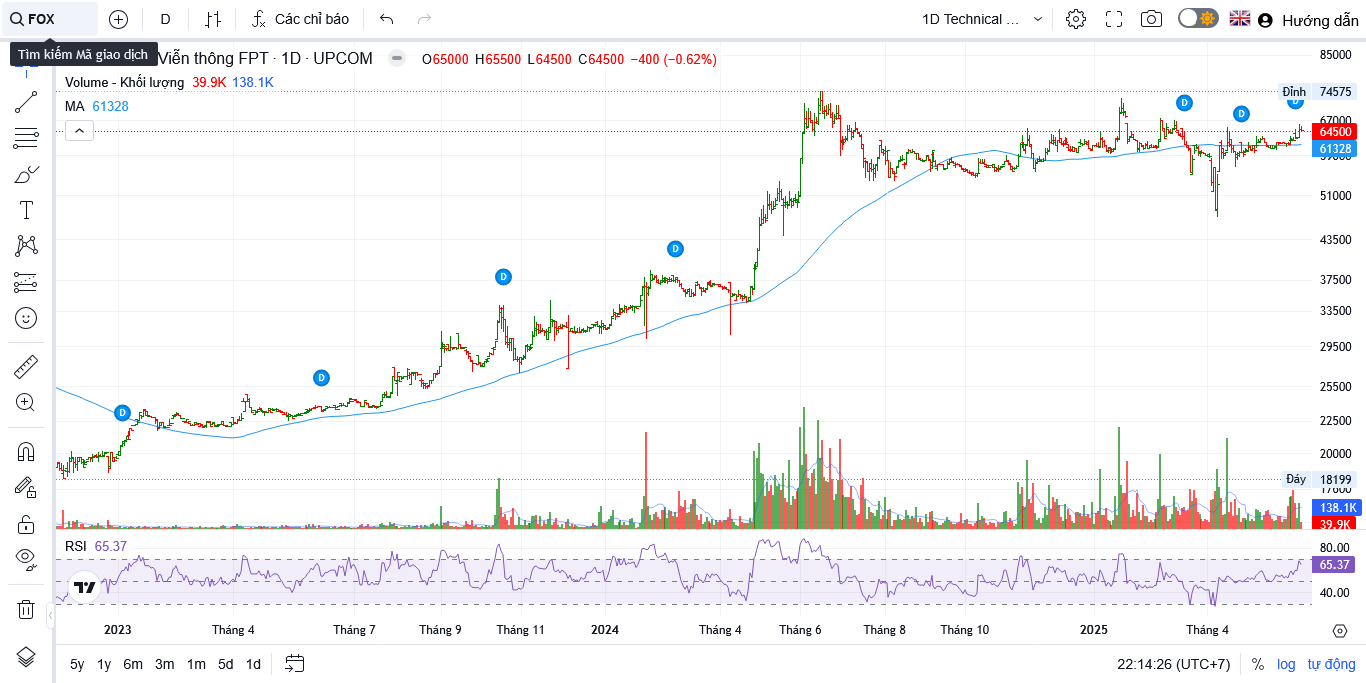 FOX
D
Các chỉ báo
1D Technical ...
Hướng dẫn
Tìm kiếm Mã giao dịch
Viễn thông FPT · 1D · UPCOM
O65000 H65500 L64500 C64500 −400 (−0.62%)
Volume - Khối lượng 39.9K 138.1K
MA 61328
85000
Đỉnh 74575
67000
64500
61328
59000
51000
43500
37500
33500
29500
25500
22500
20000
Đáy 18199
17000
138.1K
39.9K
D
D
D
D
D
D
D
RSI 65.37
80.00
65.37
40.00
2023 Tháng 4 Tháng 7 Tháng 9 Tháng 11 2024 Tháng 4 Tháng 6 Tháng 8 Tháng 10 2025 Tháng 4
5y 1y 6m 3m 1m 5d 1d
22:14:26 (UTC+7) % log tự động